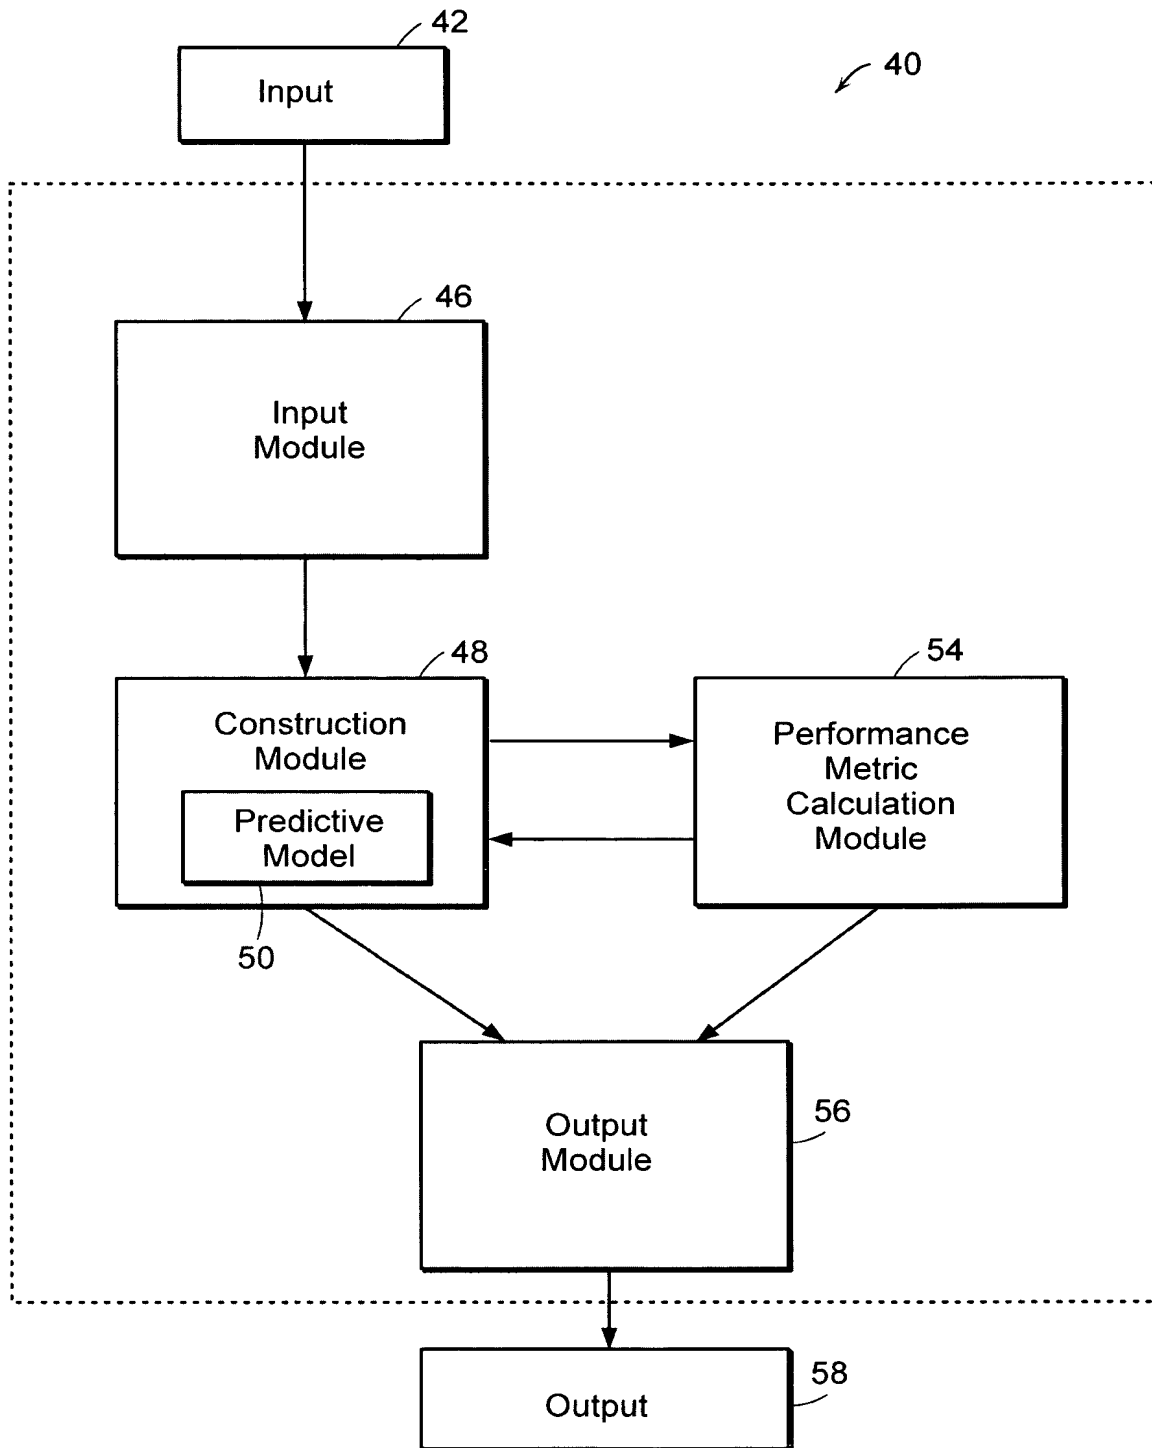 42
Input
40
46
Input
Module
48
Construction
Module
Predictive
Model
50
54
Performance
Metric
Calculation
Module
Output
Module
56
Output
58